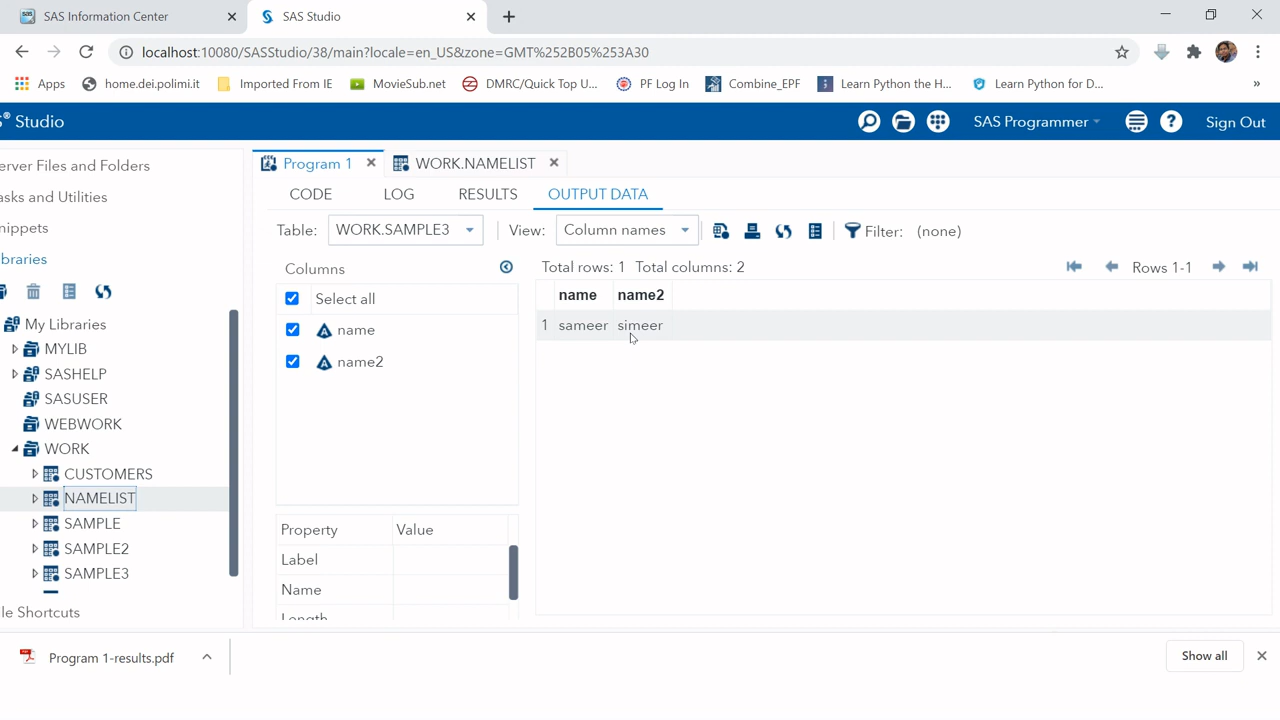 SAS Information Center
SAS Studio
localhost:10080/SASStudio/38/main?locale=en_US&zone=GMT%252B05%253A30
Apps home.dei.polimi.it Imported From IE MovieSub.net DMRC/Quick Top U... PF Log In Combine_EPF Learn Python the H... Learn Python for D... »
S® Studio SAS Programmer Sign Out
erver Files and Folders
asks and Utilities
nippets
braries
My Libraries
MYLIB
SASHELP
SASUSER
WEBWORK
WORK
CUSTOMERS
NAMELIST
SAMPLE
SAMPLE2
SAMPLE3
le Shortcuts
Program 1 WORK.NAMELIST
CODE LOG RESULTS OUTPUT DATA
Table: WORK.SAMPLE3 View: Column names Filter: (none)
Columns
Select all
name
name2
Property Value
Label
Name
Length
Total rows: 1 Total columns: 2 Rows 1-1
name name2
1 sameer simeer
Program 1-results.pdf Show all